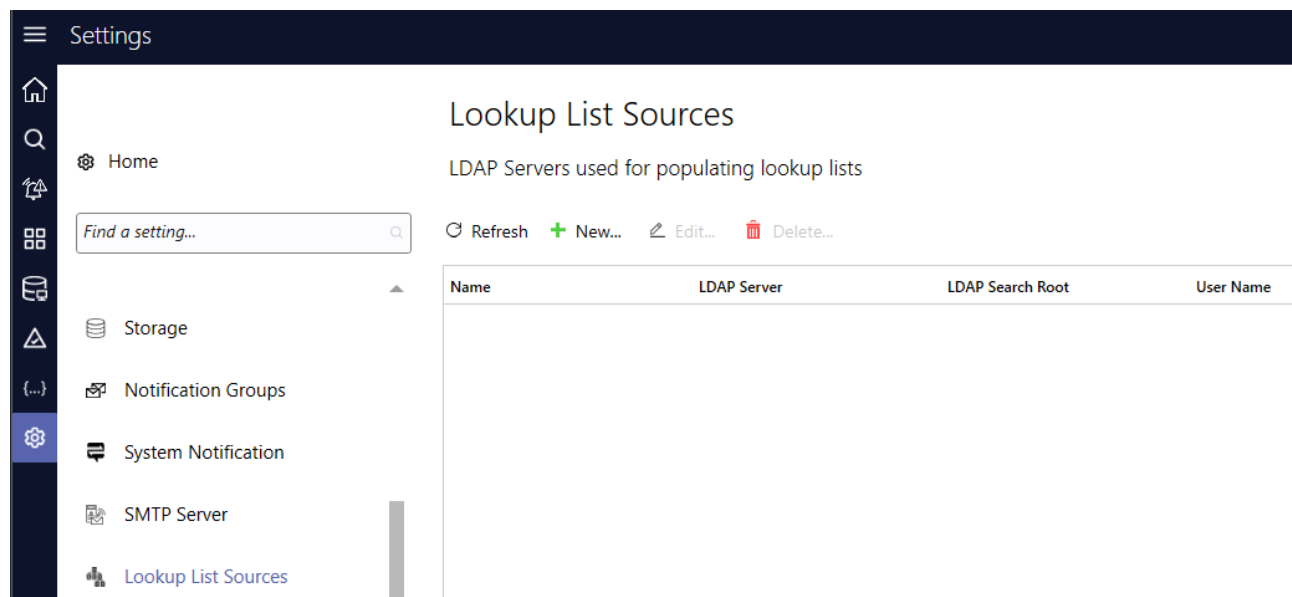 Settings
Home
Find a setting...
Storage
Notification Groups
System Notification
SMTP Server
Lookup List Sources
Lookup List Sources
LDAP Servers used for populating lookup lists
Refresh New... Edit... Delete...
Name LDAP Server LDAP Search Root User Name
{...}